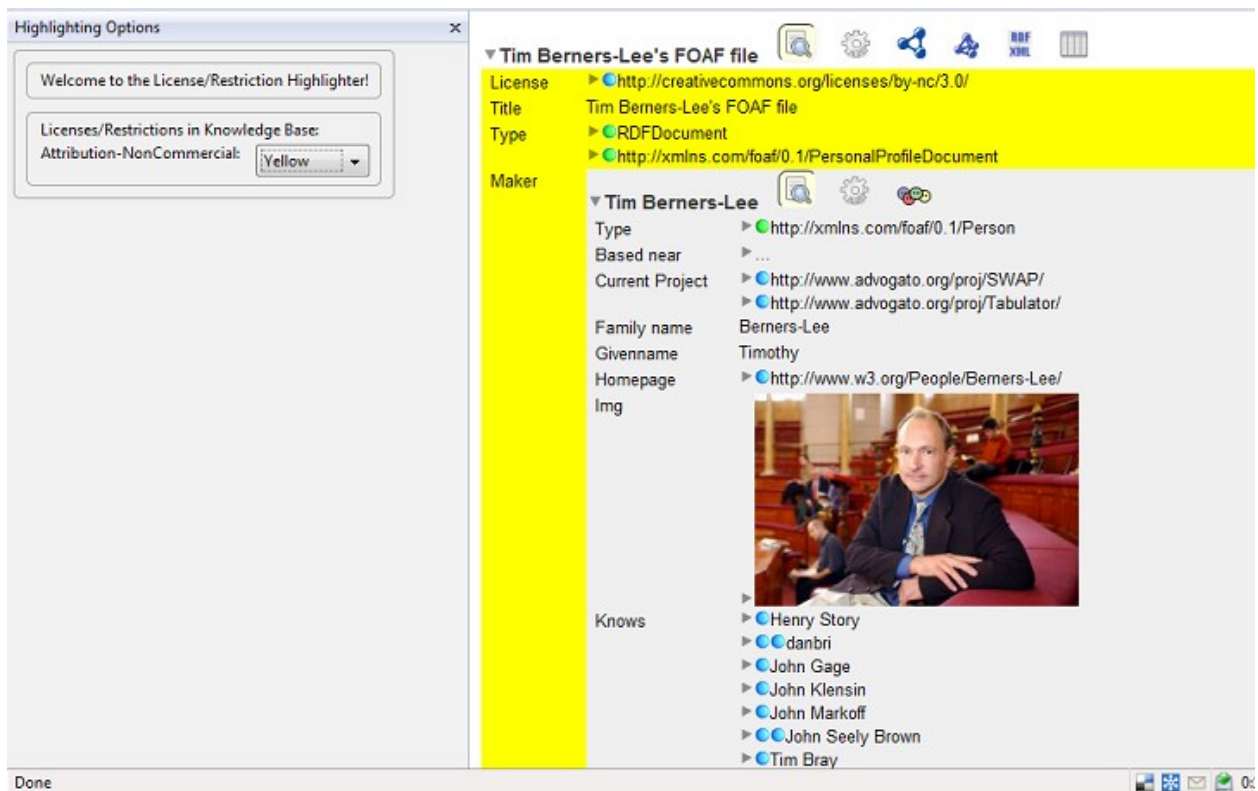 Highlighting Options
Welcome to the License/Restriction Highlighter!
Licenses/Restrictions in Knowledge Base:
Attribution-NonCommercial: Yellow
Tim Berners-Lee's FOAF file
RDF
XML
License http://creativecommons.org/licenses/by-nc/3.0/
Title Tim Berners-Lee's FOAF file
Type RDFDocument
http://xmlns.com/foaf/0.1/PersonalProfileDocument
Maker
Tim Berners-Lee
Type http://xmlns.com/foaf/0.1/Person
Based near ...
Current Project http://www.advogato.org/proj/SWAP/
http://www.advogato.org/proj/Tabulator/
Family name Berners-Lee
Givenname Timothy
Homepage http://www.w3.org/People/Berners-Lee/
Img
Knows Henry Story
danbri
John Gage
John Klensin
John Markoff
John Seely Brown
Tim Bray
Done